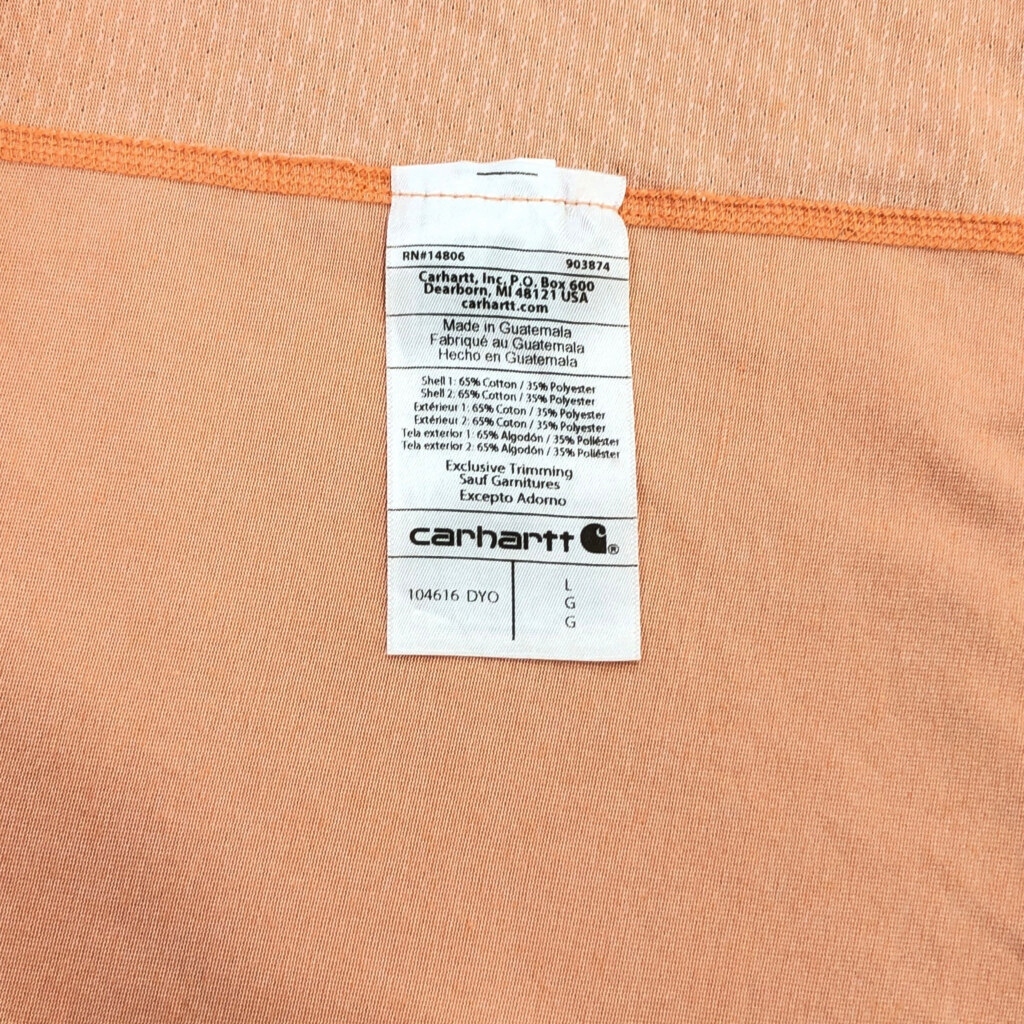 RN#14806 903874
Carhartt, Inc. P.O. Box 600
Dearborn, MI 48121 USA
carhartt.com
Made in Guatemala
Fabriqué au Guatemala
Hecho en Guatemala
Shell 1: 65% Cotton / 35% Polyester
Shell 2: 65% Cotton / 35% Polyester
Extérieur 1: 65% Coton / 35% Polyester
Extérieur 2: 65% Coton / 35% Polyester
Tela exterior 1: 65% Algodón / 35% Poliéster
Tela exterior 2: 65% Algodón / 35% Poliéster
Exclusive Trimming
Sauf Garnitures
Excepto Adorno
carhartt ®
104616 DYO
L
G
G